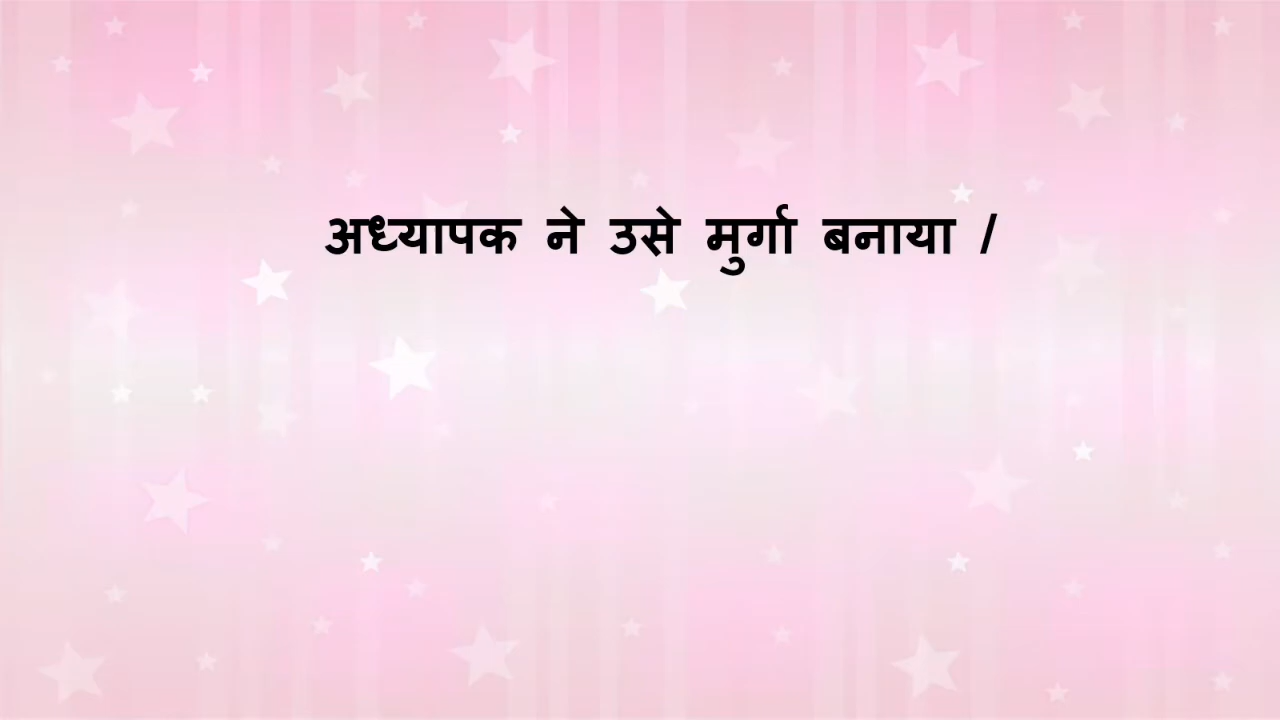 अध्यापक ने उसे मुर्गा बनाया /